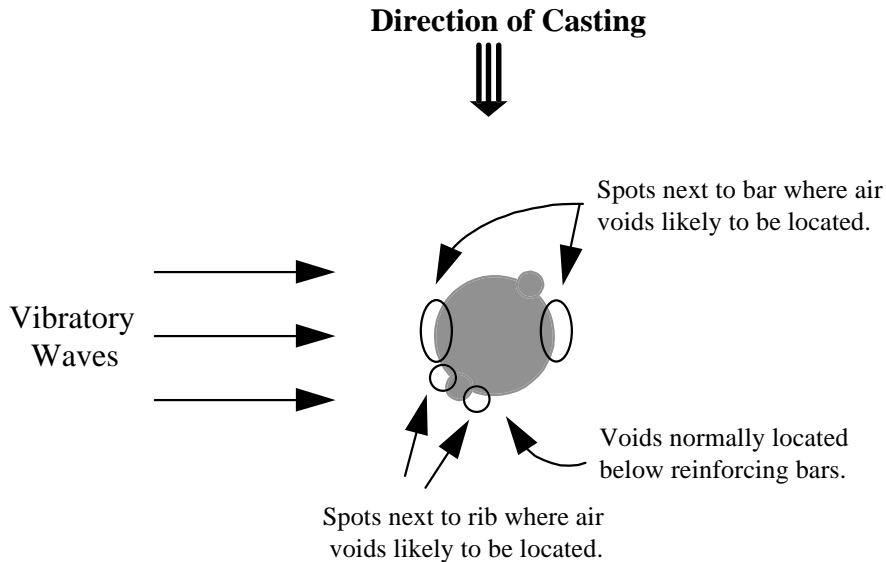 Direction of Casting
Spots next to bar where air
voids likely to be located.
Vibratory
Waves
Voids normally located
below reinforcing bars.
Spots next to rib where air
voids likely to be located.